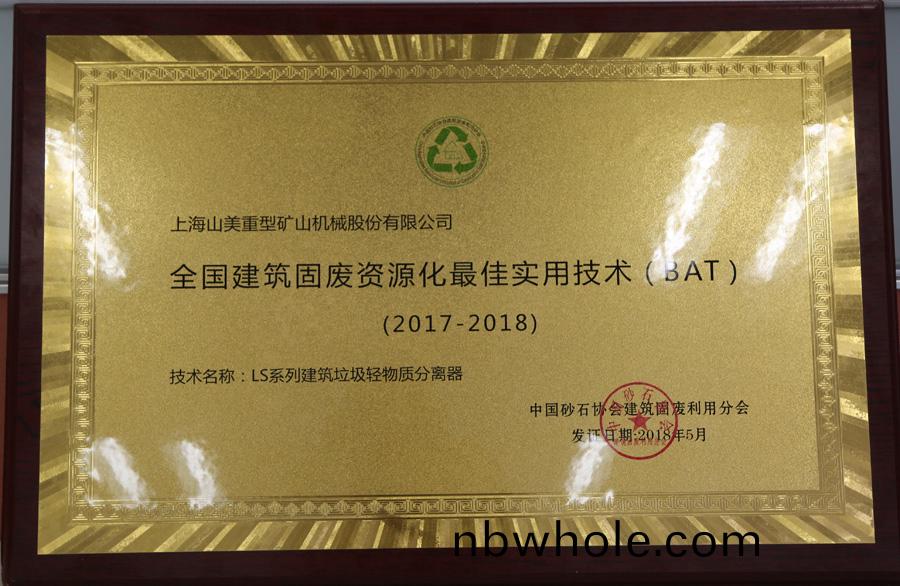 上海山美重型矿山机械股份有限公司
全国建筑固废资源化最佳实用技术（BAT）
(2017-2018)
技术名称：LS系列建筑垃圾轻物质分离器
中国砂石协会建筑固废利用分会
发证日期:2018年5月
nbwhole.com